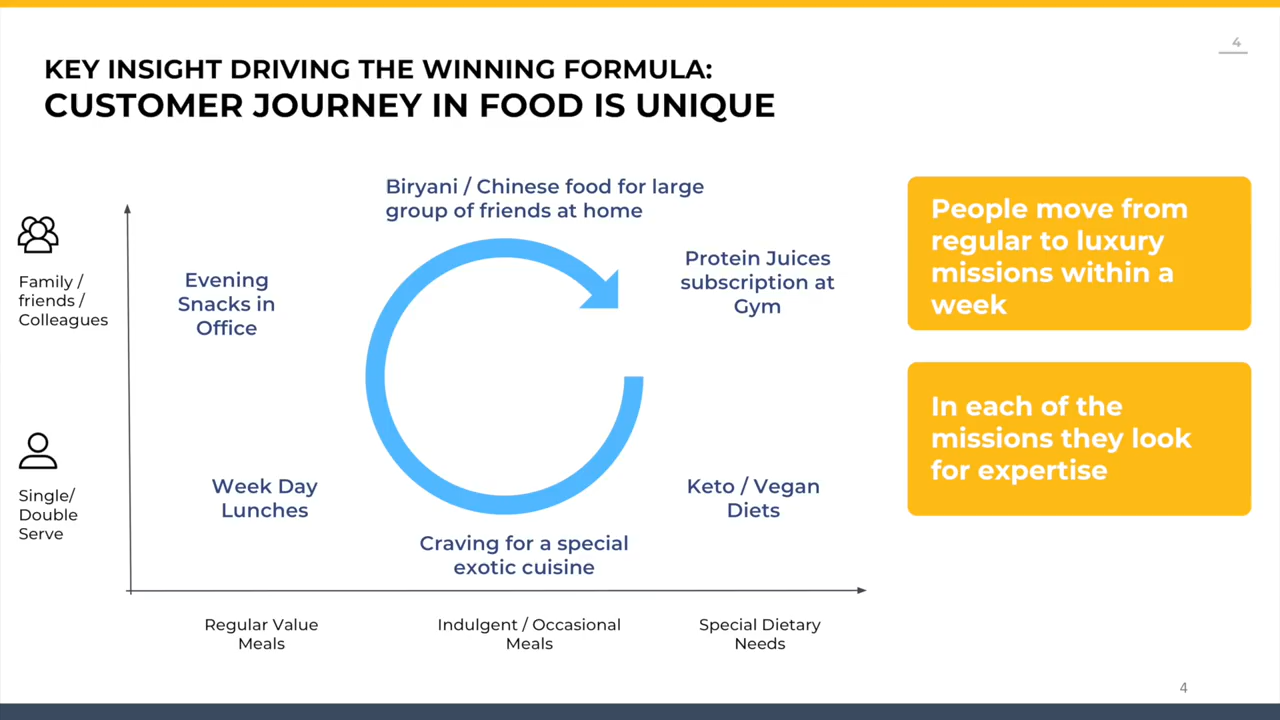 4
KEY INSIGHT DRIVING THE WINNING FORMULA:
CUSTOMER JOURNEY IN FOOD IS UNIQUE
Biryani / Chinese food for large
group of friends at home
Family /
friends /
Colleagues
Evening
Snacks in
Office
Protein Juices
subscription at
Gym
People move from
regular to luxury
missions within a
week
In each of the
missions they look
for expertise
Single/
Double
Serve
Week Day
Lunches
Keto / Vegan
Diets
Craving for a special
exotic cuisine
Regular Value
Meals
Indulgent / Occasional
Meals
Special Dietary
Needs
4